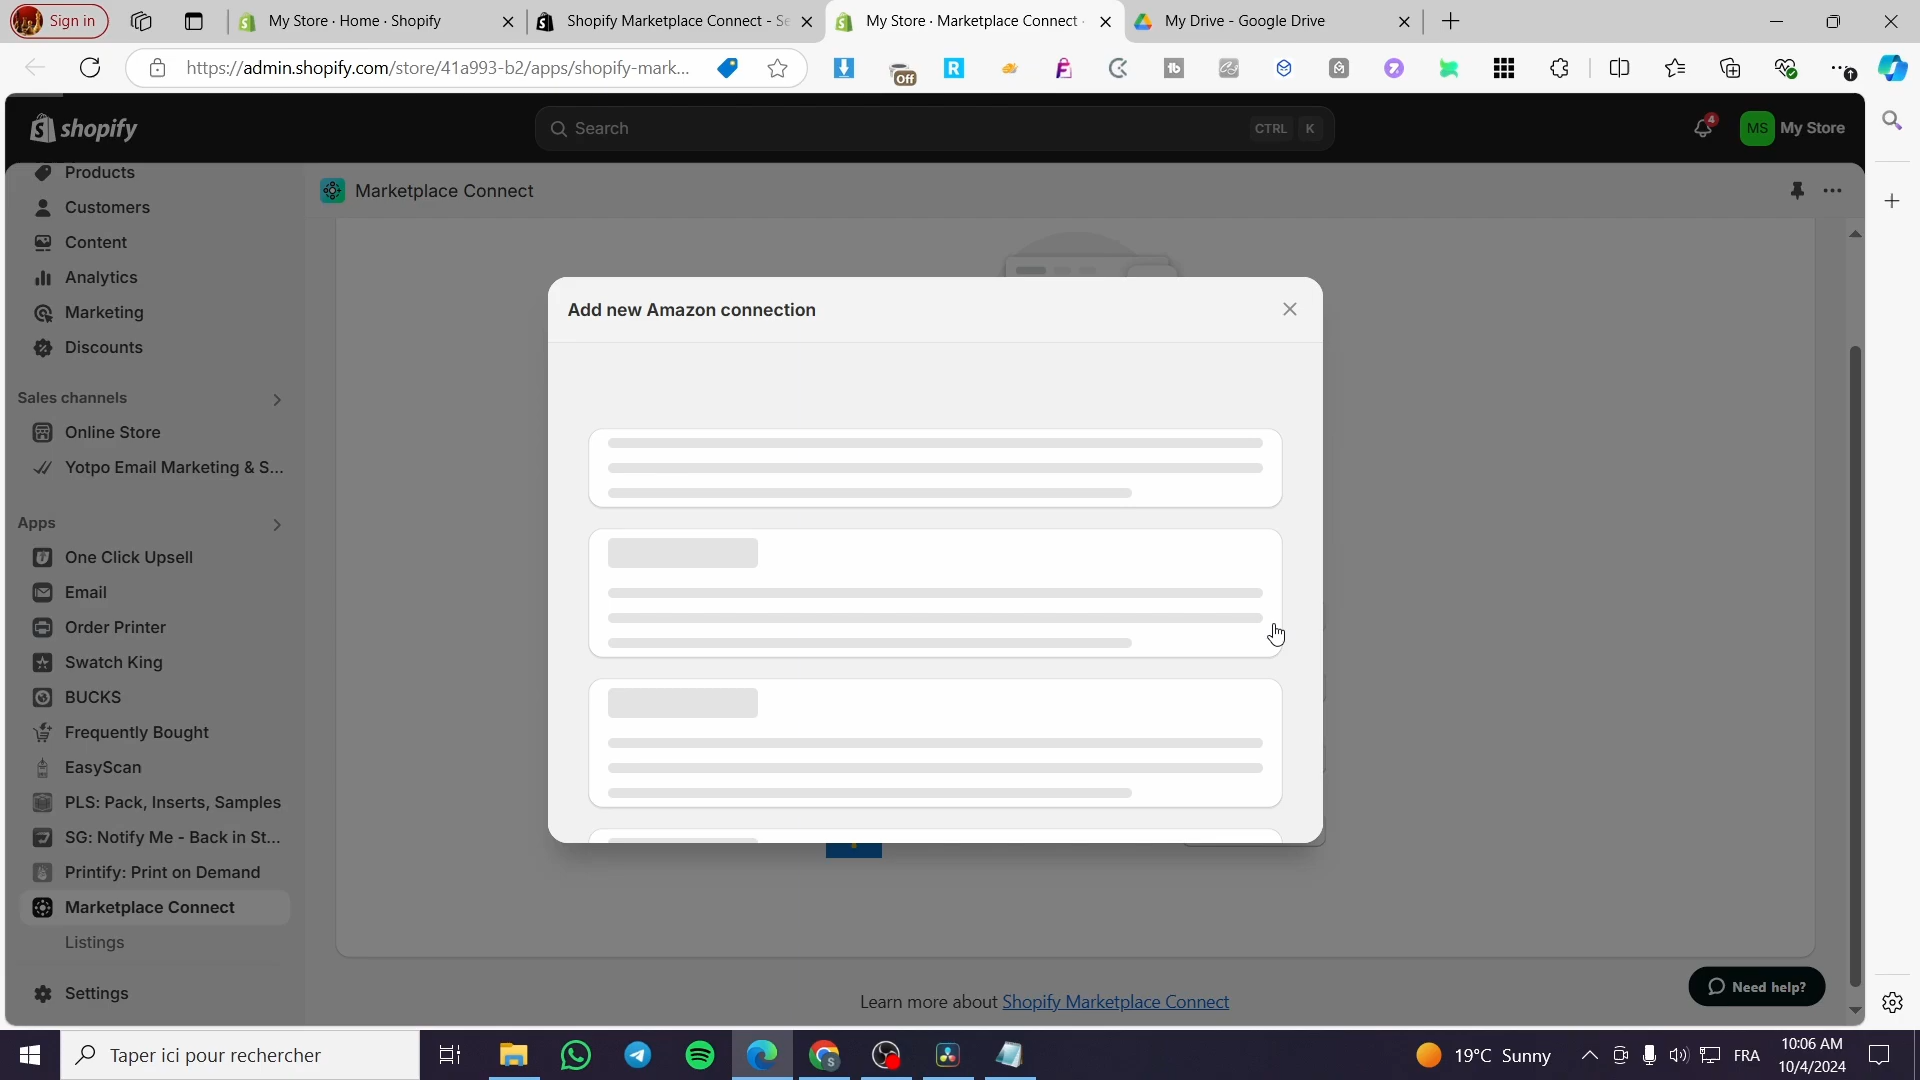 Sign in
My Store · Home · Shopify
Shopify Marketplace Connect - Se
My Store · Marketplace Connect ·
My Drive - Google Drive
https://admin.shopify.com/store/41a993-b2/apps/shopify-mark...
Off
shopify
Search
CTRL K
4
MS My Store
Products
Customers
Content
Analytics
Marketing
Discounts
Sales channels
Online Store
Yotpo Email Marketing & S...
Apps
One Click Upsell
Email
Order Printer
Swatch King
BUCKS
Frequently Bought
EasyScan
PLS: Pack, Inserts, Samples
SG: Notify Me - Back in St...
Printify: Print on Demand
Marketplace Connect
Listings
Settings
Marketplace Connect
Add new Amazon connection
Learn more about Shopify Marketplace Connect
Need help?
Taper ici pour rechercher
19°C Sunny
FRA
10:06 AM
10/4/2024